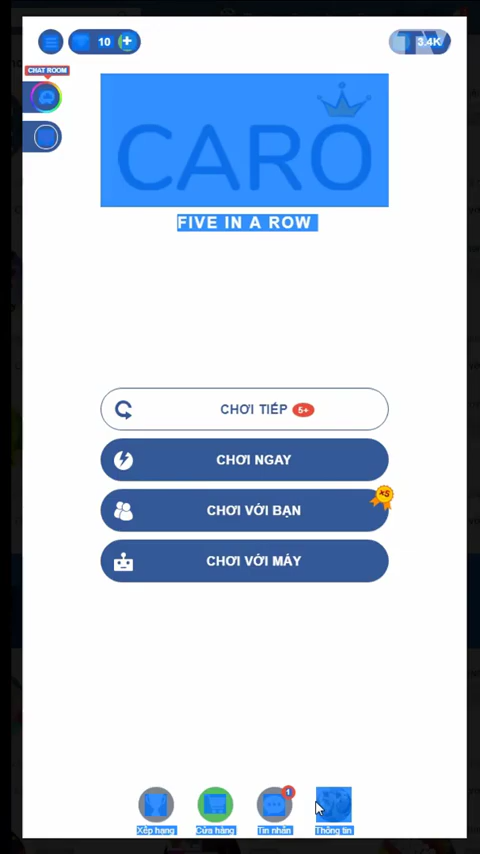 10
3.4K
CHAT ROOM
CARO
FIVE IN A ROW
CHƠI TIẾP 5+
CHƠI NGAY
CHƠI VỚI BẠN
x5
CHƠI VỚI MÁY
1
Xếp hạng Cửa hàng Tin nhắn Thông tin